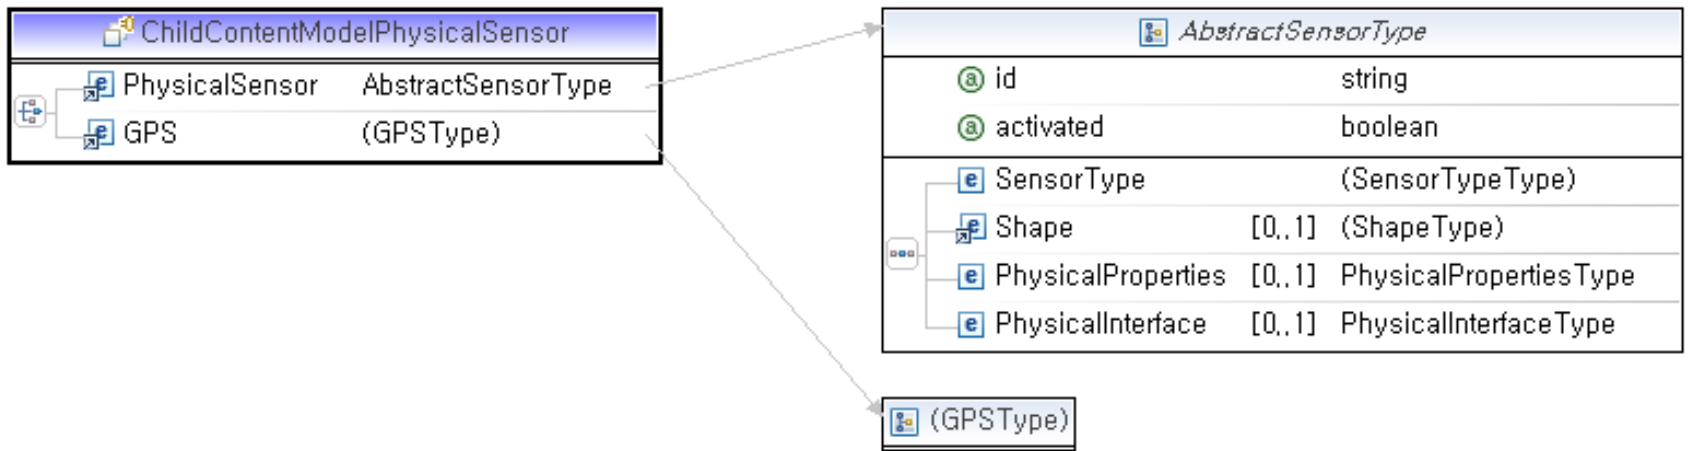 ChildContentModelPhysicalSensor
PhysicalSensor AbstractSensorType
GPS (GPSType)
AbstractSensorType
id string
activated boolean
SensorType (SensorTypeType)
Shape [0..1] (ShapeType)
PhysicalProperties [0..1] PhysicalPropertiesType
PhysicalInterface [0..1] PhysicalInterfaceType
(GPSType)